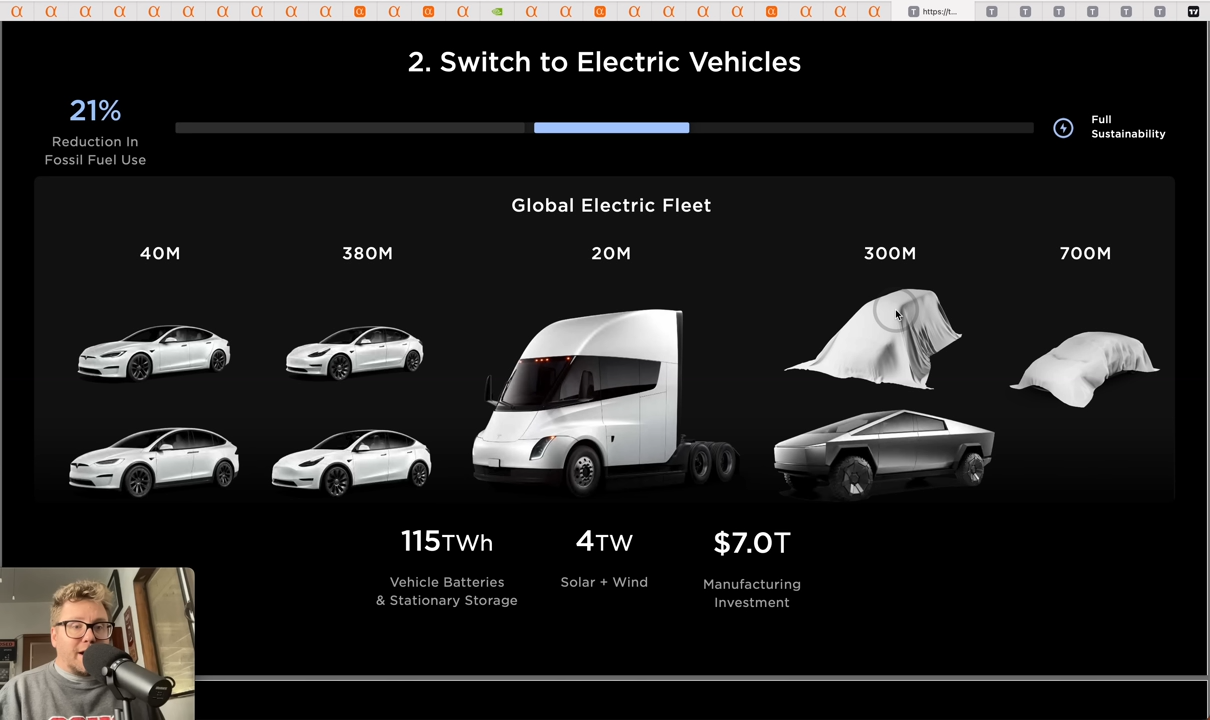 https://t...
2. Switch to Electric Vehicles
21%
Reduction In
Fossil Fuel Use
Full
Sustainability
Global Electric Fleet
40M
380M
20M
300M
700M
115TWh
Vehicle Batteries
& Stationary Storage
4TW
Solar + Wind
$7.0T
Manufacturing
Investment